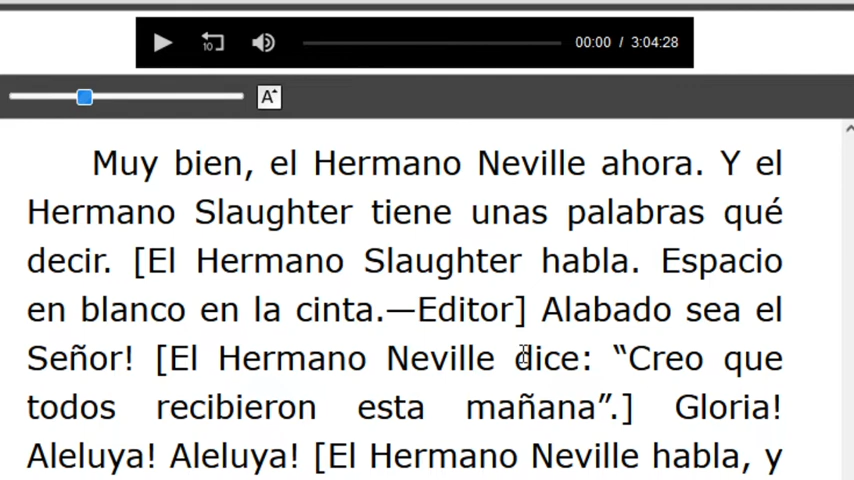 10
00:00 / 3:04:28
A
Muy bien, el Hermano Neville ahora. Y el
Hermano Slaughter tiene unas palabras qué
decir. [El Hermano Slaughter habla. Espacio
en blanco en la cinta.—Editor] Alabado sea el
Señor! [El Hermano Neville dice: “Creo que
todos recibieron esta mañana”.] Gloria!
Aleluya! Aleluya! [El Hermano Neville habla, y